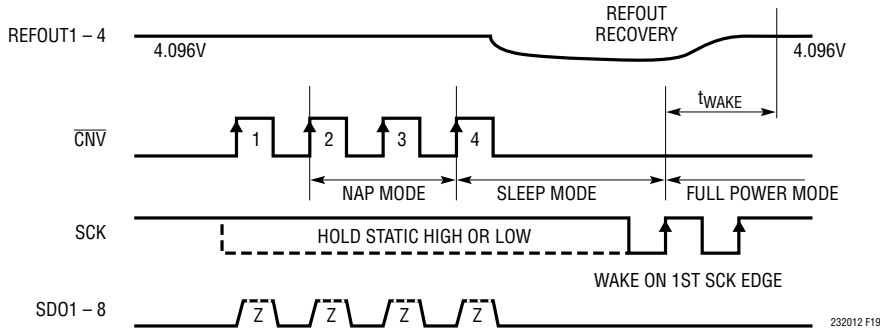 REFOUT
RECOVERY
REFOUT1 – 4
4.096V
4.096V
tWAKE
CNV
1
2
3
4
NAP MODE
SLEEP MODE
FULL POWER MODE
SCK
HOLD STATIC HIGH OR LOW
WAKE ON 1ST SCK EDGE
SDO1 – 8
Z
Z
Z
Z
232012 F19